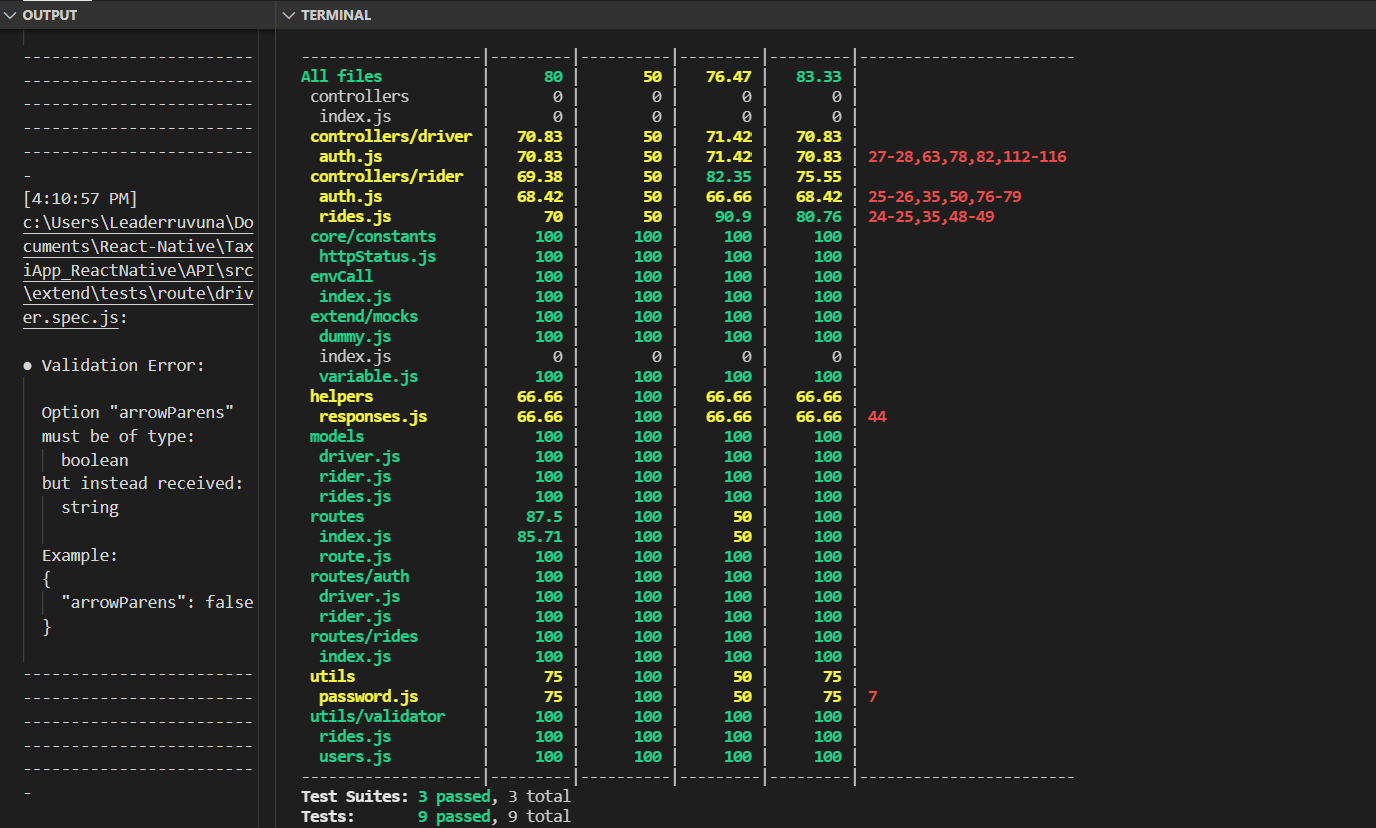 OUTPUT
-------------------------
-------------------------
-------------------------
-------------------------
-------------------------
-
[4:10:57 PM]
c:\Users\Leaderruvuna\Do
cuments\React-Native\Tax
iApp_ReactNative\API\src
\extend\tests\route\driv
er.spec.js:
● Validation Error:
Option "arrowParens"
must be of type:
boolean
but instead received:
string
Example:
{
"arrowParens": false
}
-------------------------
-------------------------
-------------------------
-------------------------
-------------------------
-
TERMINAL
--------------------|---------|----------|---------|---------|------------------------
All files | 80 | 50 | 76.47 | 83.33 |
controllers | 0 | 0 | 0 | 0 |
index.js | 0 | 0 | 0 | 0 |
controllers/driver | 70.83 | 50 | 71.42 | 70.83 |
auth.js | 70.83 | 50 | 71.42 | 70.83 | 27-28,63,78,82,112-116
controllers/rider | 69.38 | 50 | 82.35 | 75.55 |
auth.js | 68.42 | 50 | 66.66 | 68.42 | 25-26,35,50,76-79
rides.js | 70 | 50 | 90.9 | 80.76 | 24-25,35,48-49
core/constants | 100 | 100 | 100 | 100 |
httpStatus.js | 100 | 100 | 100 | 100 |
envCall | 100 | 100 | 100 | 100 |
index.js | 100 | 100 | 100 | 100 |
extend/mocks | 100 | 100 | 100 | 100 |
dummy.js | 100 | 100 | 100 | 100 |
index.js | 0 | 0 | 0 | 0 |
variable.js | 100 | 100 | 100 | 100 |
helpers | 66.66 | 100 | 66.66 | 66.66 |
responses.js | 66.66 | 100 | 66.66 | 66.66 | 44
models | 100 | 100 | 100 | 100 |
driver.js | 100 | 100 | 100 | 100 |
rider.js | 100 | 100 | 100 | 100 |
rides.js | 100 | 100 | 100 | 100 |
routes | 87.5 | 100 | 50 | 100 |
index.js | 85.71 | 100 | 50 | 100 |
route.js | 100 | 100 | 100 | 100 |
routes/auth | 100 | 100 | 100 | 100 |
driver.js | 100 | 100 | 100 | 100 |
rider.js | 100 | 100 | 100 | 100 |
routes/rides | 100 | 100 | 100 | 100 |
index.js | 100 | 100 | 100 | 100 |
utils | 75 | 100 | 50 | 75 |
password.js | 75 | 100 | 50 | 75 | 7
utils/validator | 100 | 100 | 100 | 100 |
rides.js | 100 | 100 | 100 | 100 |
users.js | 100 | 100 | 100 | 100 |
--------------------|---------|----------|---------|---------|------------------------
Test Suites: 3 passed, 3 total
Tests: 9 passed, 9 total